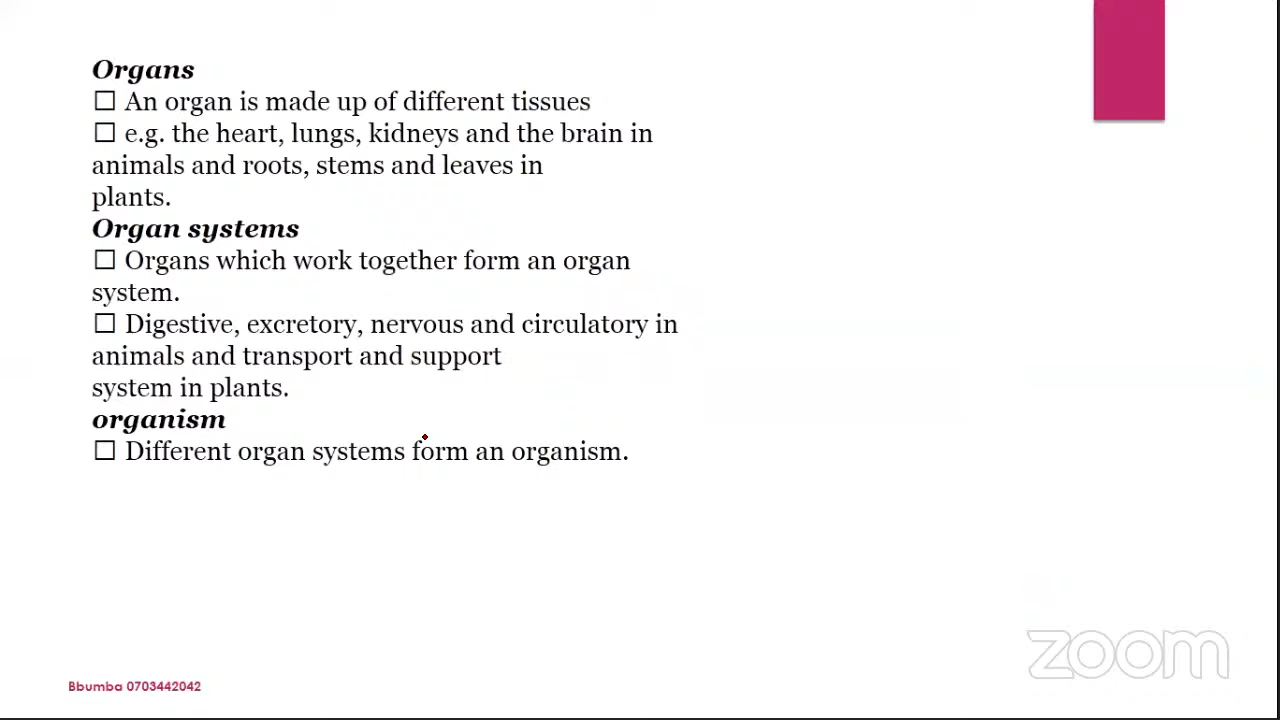 Organs
☐ An organ is made up of different tissues
☐ e.g. the heart, lungs, kidneys and the brain in
animals and roots, stems and leaves in
plants.
Organ systems
☐ Organs which work together form an organ
system.
☐ Digestive, excretory, nervous and circulatory in
animals and transport and support
system in plants.
organism
☐ Different organ systems form an organism.
zoom
Bbumba 0703442042